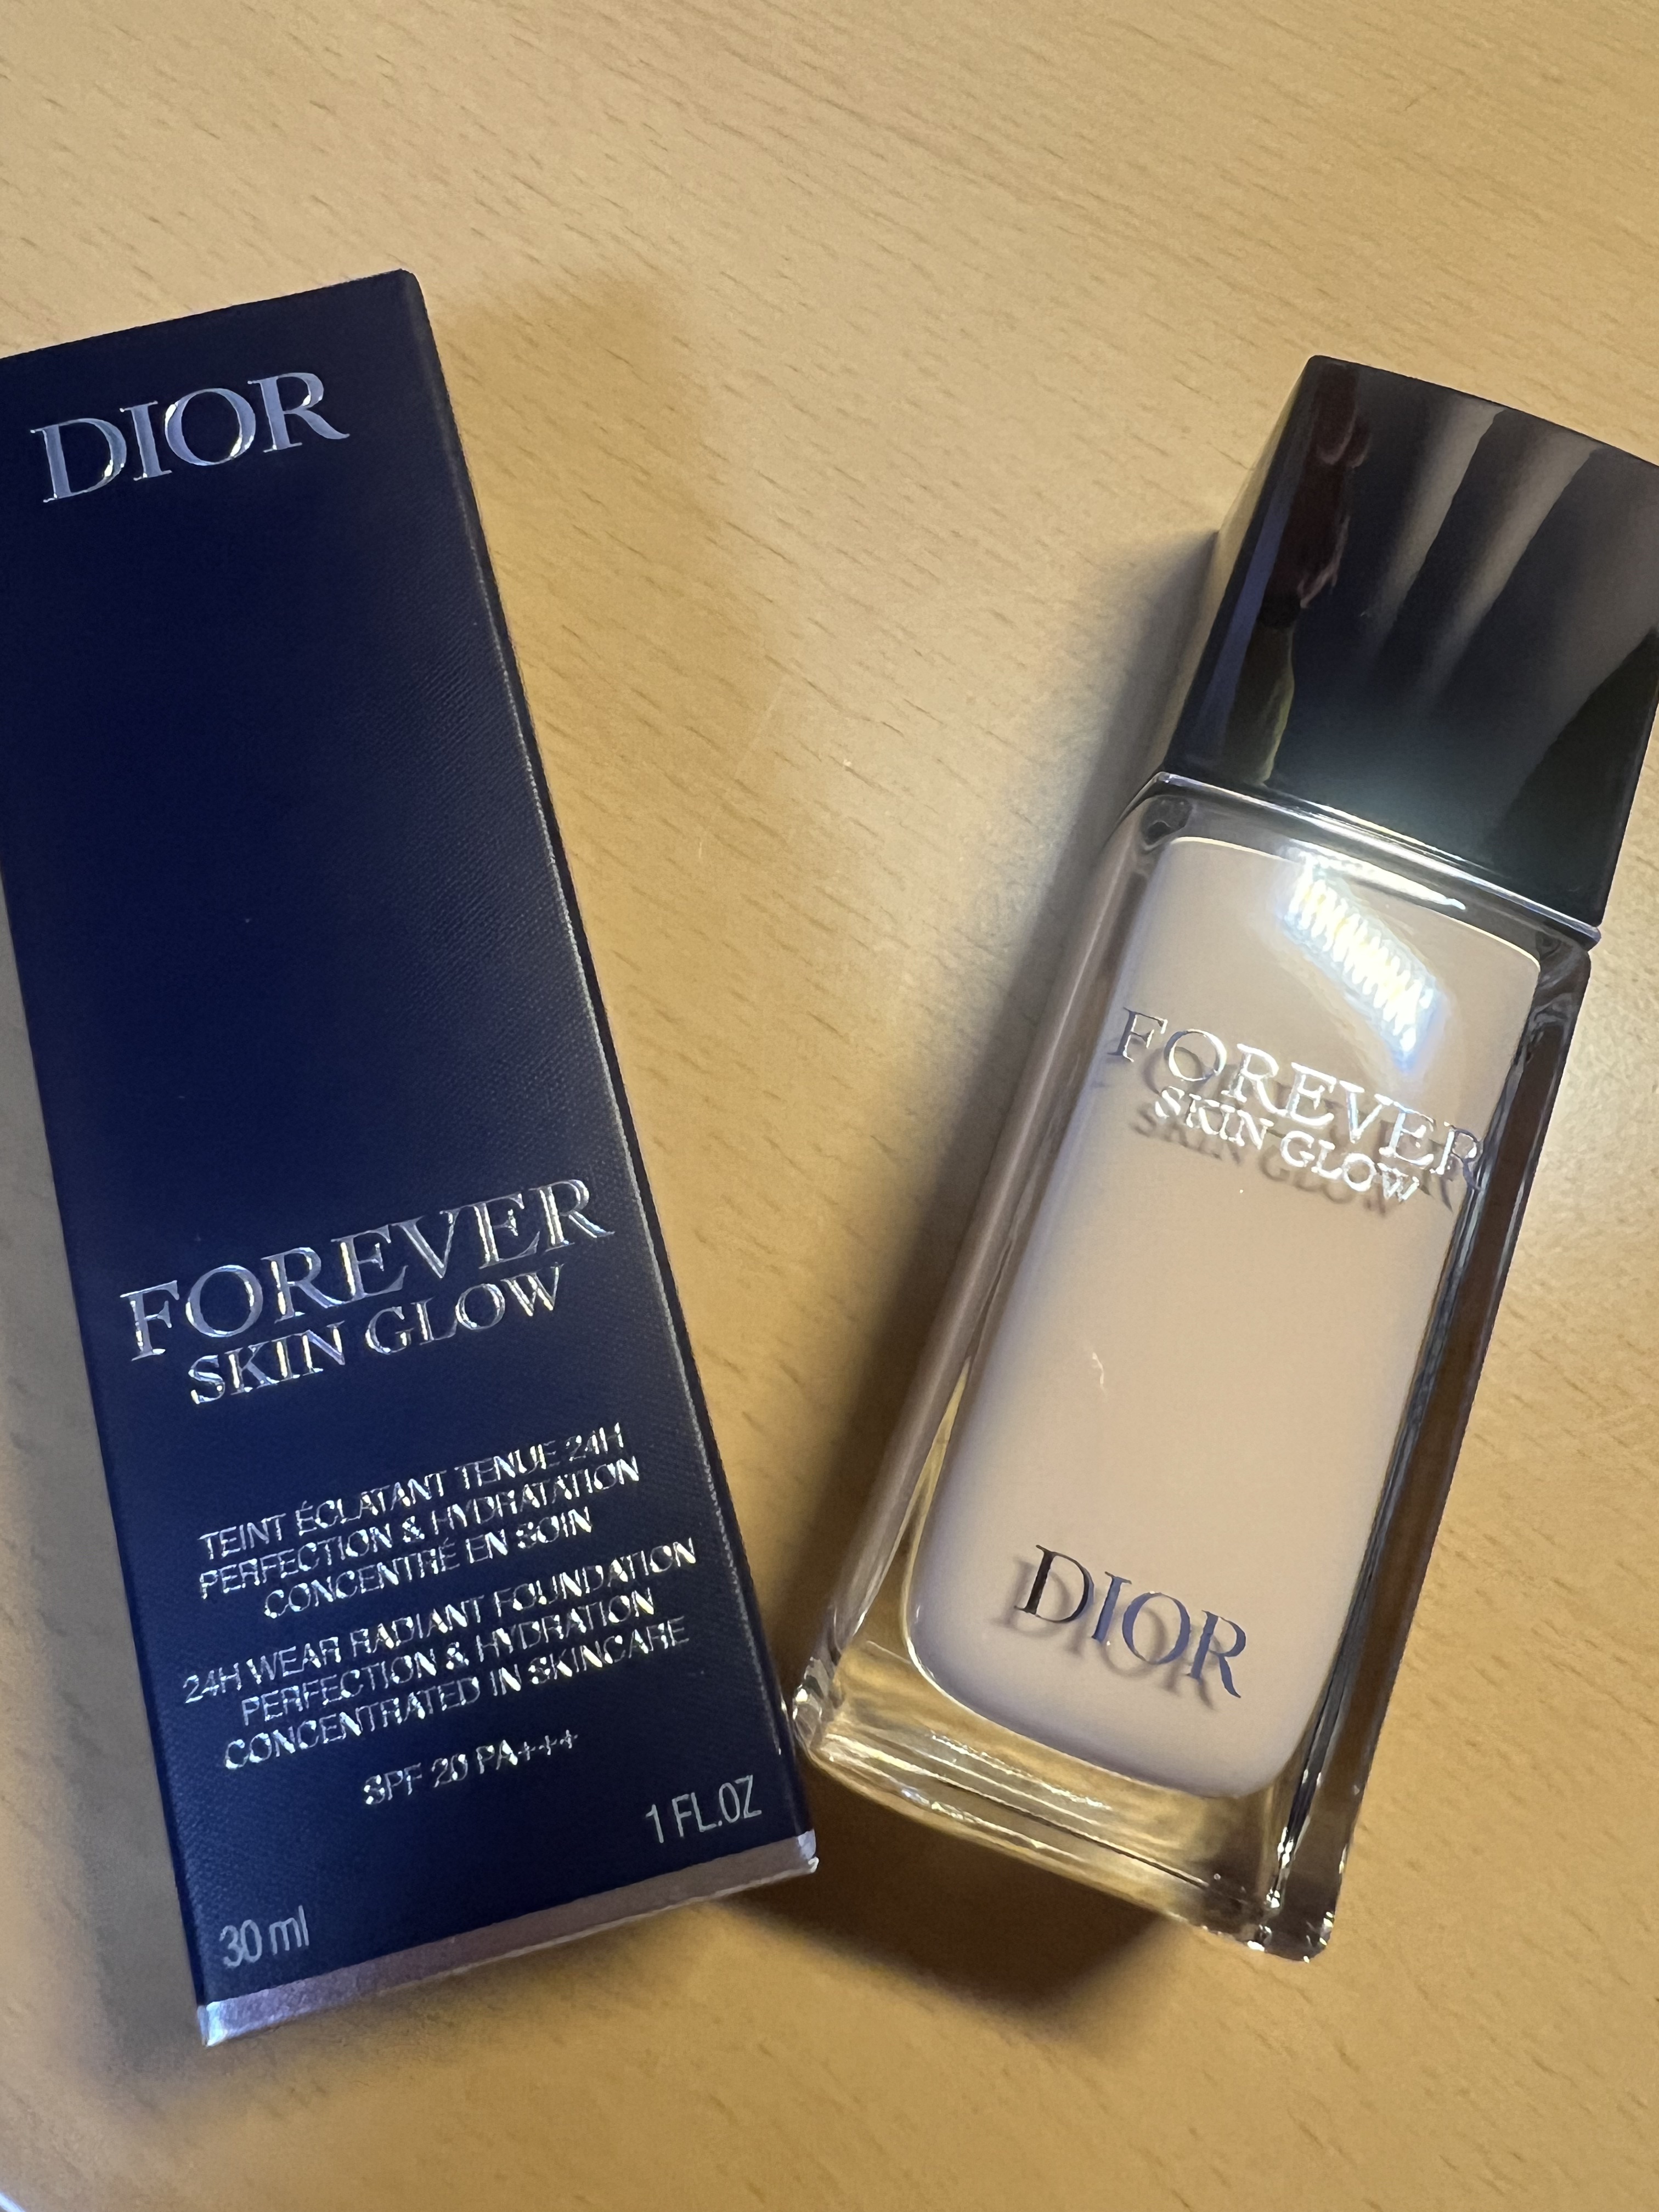 DIOR
FOREVER
SKIN GLOW
TEINT ÉCLATANT TENUE 24H
PERFECTION & HYDRATATION
CONCENTRÉ EN SOIN
24H WEAR RADIANT FOUNDATION
PERFECTION & HYDRATION
CONCENTRATED IN SKINCARE
SPF 20 PA+++
1 FL.OZ
30 ml
FOREVER
SKIN GLOW
DIOR